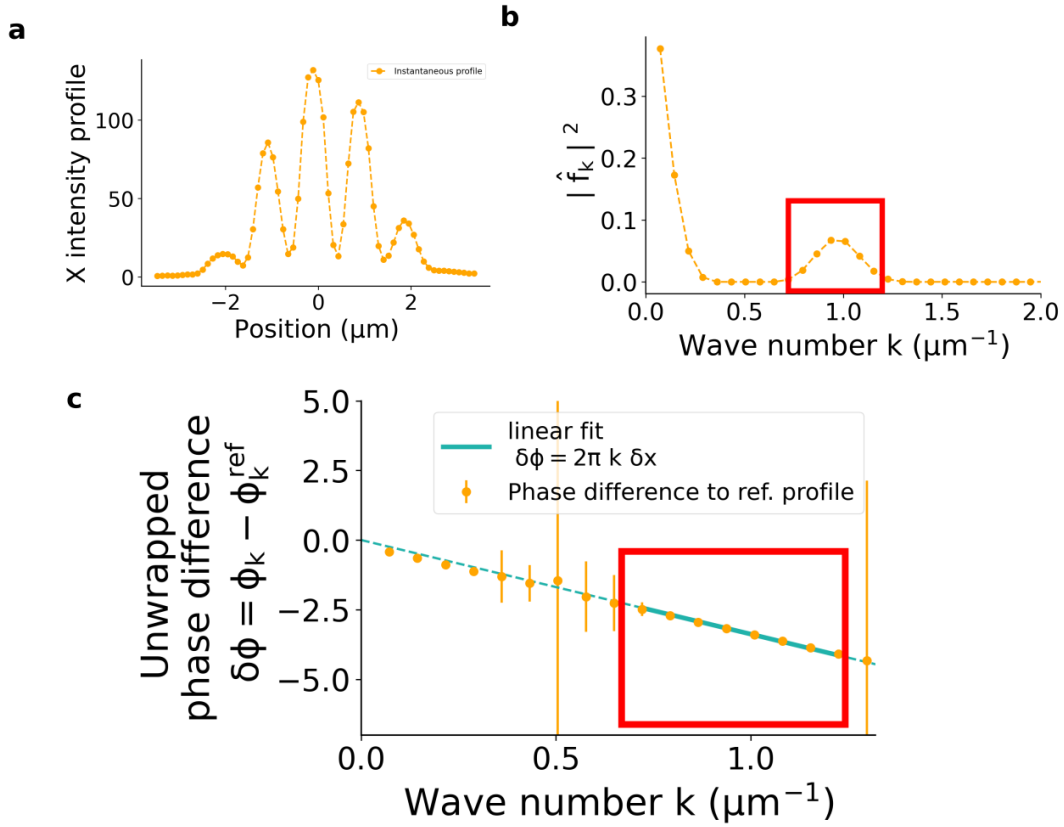 a
X intensity profile
100
50
0
−2
0
2
Position (μm)
Instantaneous profile
b
| f̂k | 2
0.3
0.2
0.1
0.0
0.0
0.5
1.0
1.5
2.0
Wave number k (μm−1)
c
Unwrapped
phase difference
δϕ = ϕk − ϕkref
5.0
2.5
0.0
−2.5
−5.0
linear fit
δϕ = 2π k δx
Phase difference to ref. profile
0.0
0.5
1.0
Wave number k (μm−1)